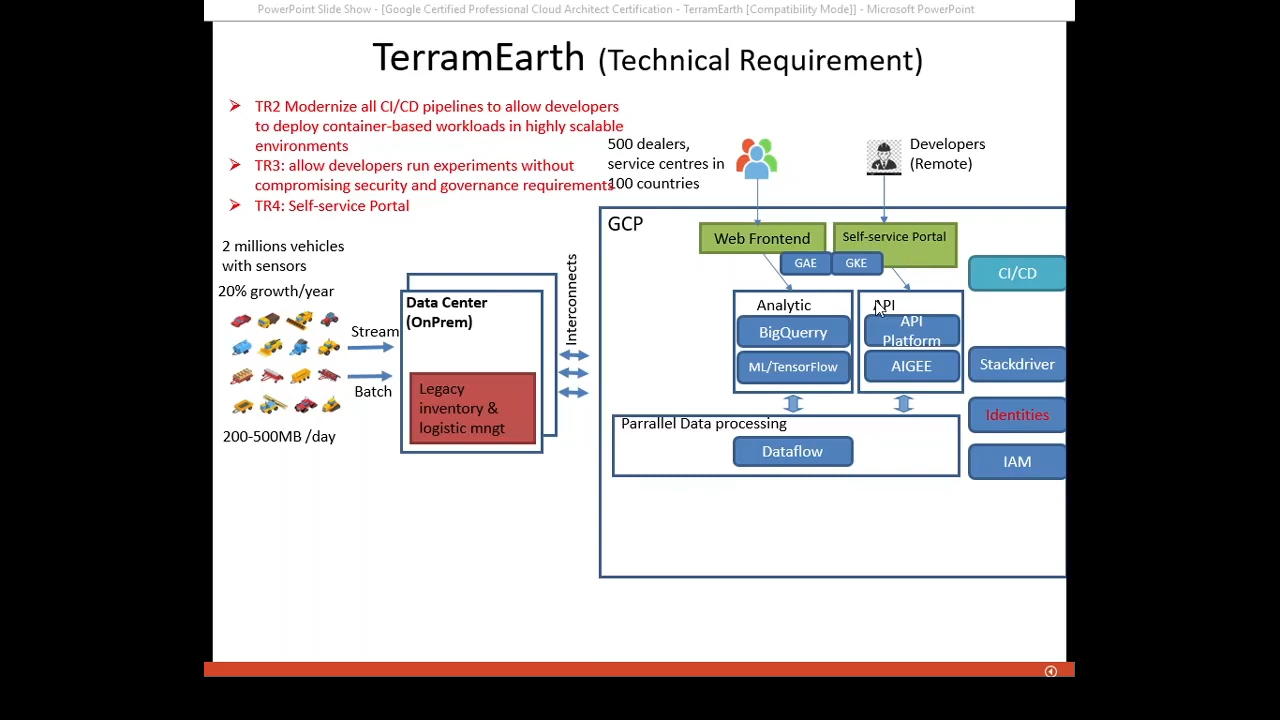 PowerPoint Slide Show - [Google Certified Professional Cloud Architect Certification - TerramEarth [Compatibility Mode]] - Microsoft PowerPoint
TerramEarth (Technical Requirement)
TR2 Modernize all CI/CD pipelines to allow developers
to deploy container-based workloads in highly scalable
environments
TR3: allow developers run experiments without
compromising security and governance requirements
TR4: Self-service Portal
500 dealers,
service centres in
100 countries
Developers
(Remote)
2 millions vehicles
with sensors
20% growth/year
Stream
Batch
200-500MB /day
Data Center
(OnPrem)
Legacy
inventory &
logistic mngt
Interconnects
GCP
Web Frontend
Self-service Portal
GAE
GKE
Analytic
BigQuerry
ML/TensorFlow
API
API
Platform
AIGEE
Parrallel Data processing
Dataflow
CI/CD
Stackdriver
Identities
IAM